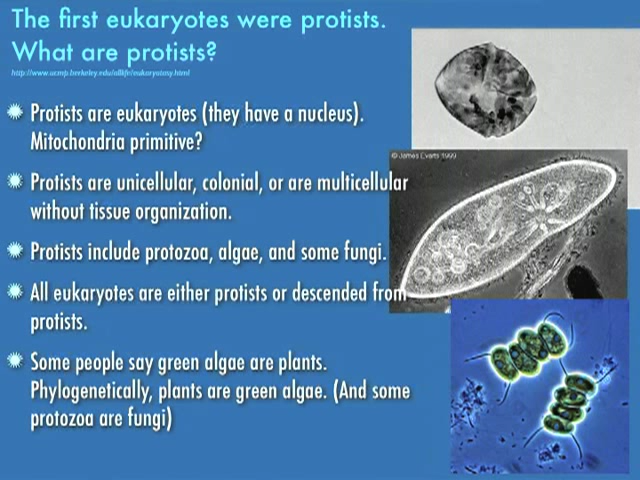 The first eukaryotes were protists.
What are protists?
http://www.ucmp.berkeley.edu/alllife/eukaryotasy.html
Protists are eukaryotes (they have a nucleus).
Mitochondria primitive?
© James Evarts 1999
Protists are unicellular, colonial, or are multicellular
without tissue organization.
Protists include protozoa, algae, and some fungi.
All eukaryotes are either protists or descended from
protists.
Some people say green algae are plants.
Phylogenetically, plants are green algae. (And some
protozoa are fungi)